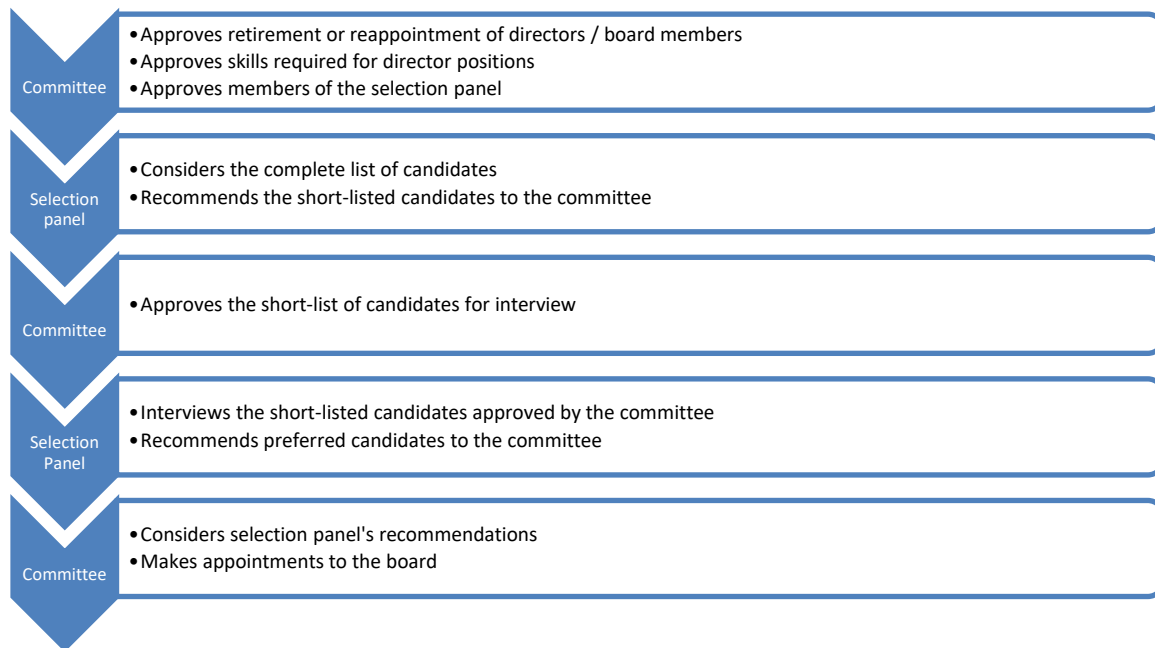 Committee
•Approves retirement or reappointment of directors / board members
•Approves skills required for director positions
•Approves members of the selection panel
Selection
panel
•Considers the complete list of candidates
•Recommends the short-listed candidates to the committee
Committee
•Approves the short-list of candidates for interview
Selection
Panel
•Interviews the short-listed candidates approved by the committee
•Recommends preferred candidates to the committee
Committee
•Considers selection panel's recommendations
•Makes appointments to the board